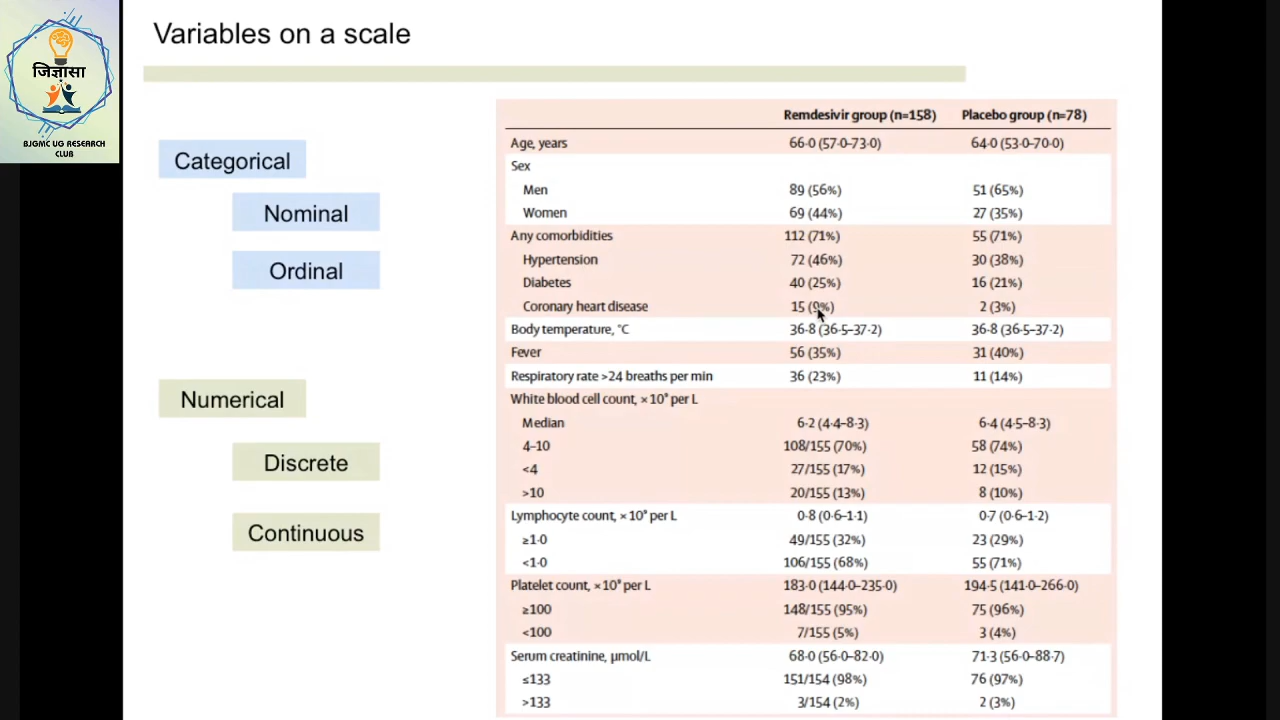 Variables on a scale
जिज्ञासा
BJGMC UG RESEARCH
CLUB
Categorical
Nominal
Ordinal
Numerical
Discrete
Continuous
Remdesivir group (n=158) Placebo group (n=78)
Age, years 66·0 (57·0–73·0) 64·0 (53·0–70·0)
Sex
Men 89 (56%) 51 (65%)
Women 69 (44%) 27 (35%)
Any comorbidities 112 (71%) 55 (71%)
Hypertension 72 (46%) 30 (38%)
Diabetes 40 (25%) 16 (21%)
Coronary heart disease 15 (9%) 2 (3%)
Body temperature, °C 36·8 (36·5–37·2) 36·8 (36·5–37·2)
Fever 56 (35%) 31 (40%)
Respiratory rate >24 breaths per min 36 (23%) 11 (14%)
White blood cell count, × 10⁹ per L
Median 6·2 (4·4–8·3) 6·4 (4·5–8·3)
4–10 108/155 (70%) 58 (74%)
<4 27/155 (17%) 12 (15%)
>10 20/155 (13%) 8 (10%)
Lymphocyte count, × 10⁹ per L 0·8 (0·6–1·1) 0·7 (0·6–1·2)
≥1·0 49/155 (32%) 23 (29%)
<1·0 106/155 (68%) 55 (71%)
Platelet count, × 10⁹ per L 183·0 (144·0–235·0) 194·5 (141·0–266·0)
≥100 148/155 (95%) 75 (96%)
<100 7/155 (5%) 3 (4%)
Serum creatinine, μmol/L 68·0 (56·0–82·0) 71·3 (56·0–88·7)
≤133 151/154 (98%) 76 (97%)
>133 3/154 (2%) 2 (3%)